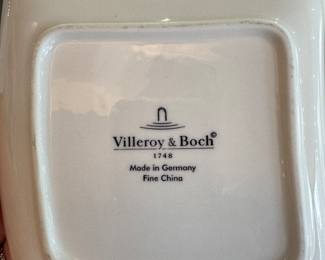 Villeroy & Boch©
1748
Made in Germany
Fine China